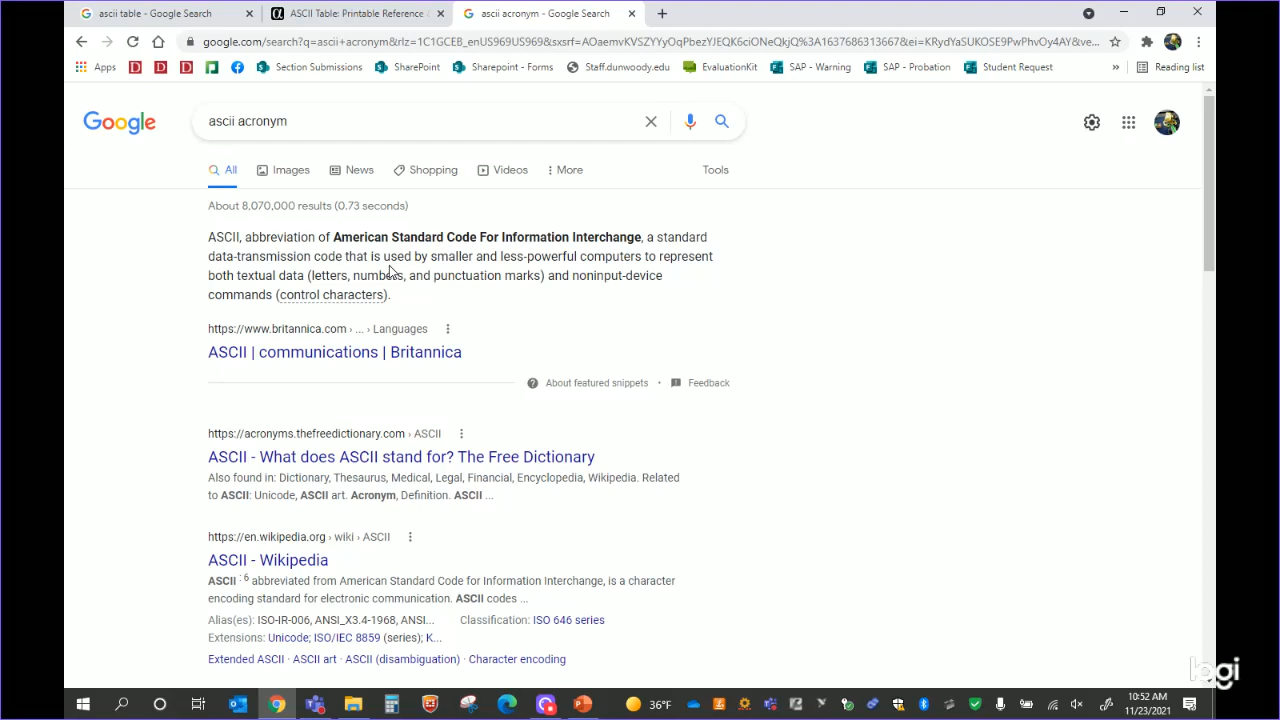 ascii table - Google Search
ASCII Table: Printable Reference
ascii acronym - Google Search
google.com/search?q=ascii+acronym&rlz=1C1GCEB_enUS969US969&sxsrf=AOaemvKVSZYYyOqPbezYJEQK6ciONeQkjQ%3A1637686313667&ei=KRydYaSUKOSE9PwPhvOy4AY&ve...
Apps
D
D
D
Section Submissions
SharePoint
Sharepoint - Forms
Staff.dunwoody.edu
EvaluationKit
SAP - Warning
SAP - Probation
Student Request
»
Reading list
Google
ascii acronym
All
Images
News
Shopping
Videos
More
Tools
About 8,070,000 results (0.73 seconds)
ASCII, abbreviation of American Standard Code For Information Interchange, a standard
data-transmission code that is used by smaller and less-powerful computers to represent
both textual data (letters, numbers, and punctuation marks) and noninput-device
commands (control characters).
https://www.britannica.com › ... › Languages
ASCII | communications | Britannica
About featured snippets • Feedback
https://acronyms.thefreedictionary.com › ASCII
ASCII - What does ASCII stand for? The Free Dictionary
Also found in: Dictionary, Thesaurus, Medical, Legal, Financial, Encyclopedia, Wikipedia. Related
to ASCII: Unicode, ASCII art. Acronym, Definition. ASCII ...
https://en.wikipedia.org › wiki › ASCII
ASCII - Wikipedia
ASCII : 6 abbreviated from American Standard Code for Information Interchange, is a character
encoding standard for electronic communication. ASCII codes ...
Alias(es): ISO-IR-006, ANSI_X3.4-1968, ANSI... Classification: ISO 646 series
Extensions: Unicode; ISO/IEC 8859 (series); K...
Extended ASCII · ASCII art · ASCII (disambiguation) · Character encoding
logi
36°F
10:52 AM
11/23/2021